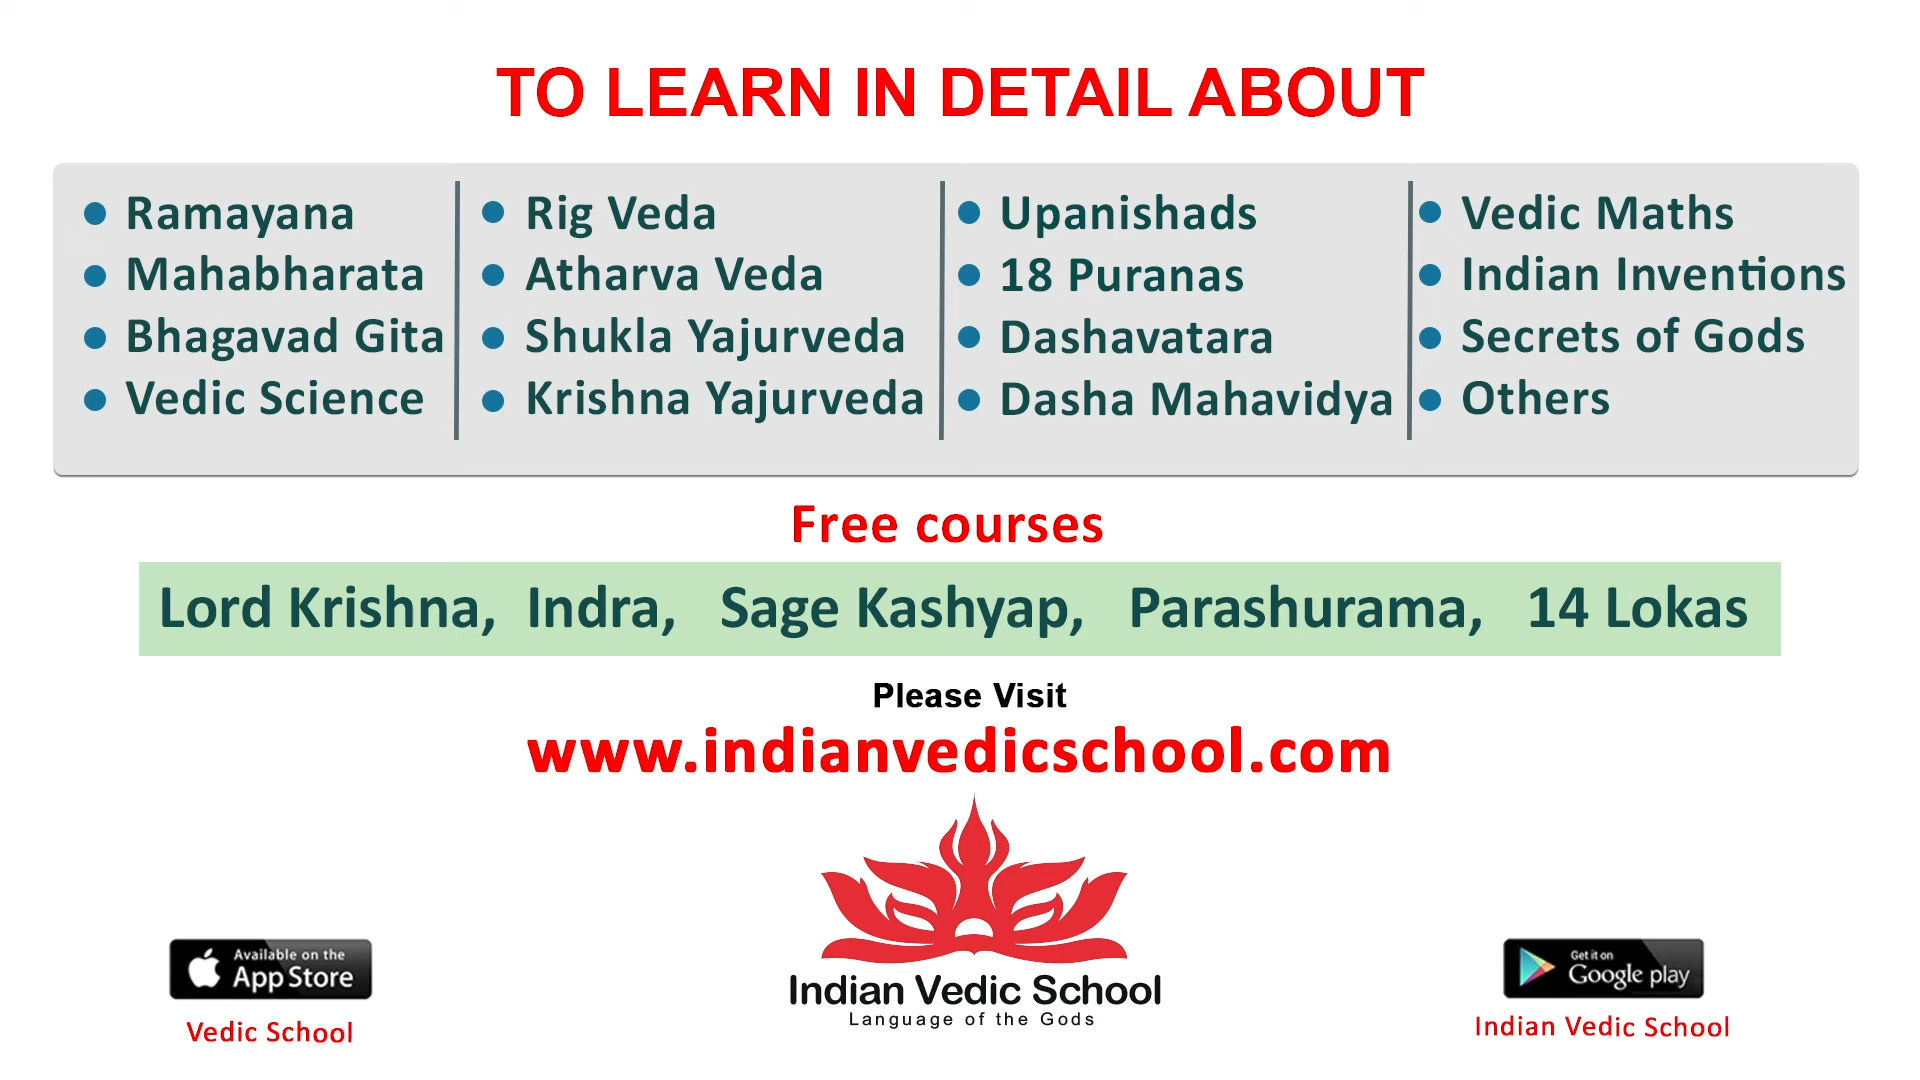 TO LEARN IN DETAIL ABOUT
Ramayana
Mahabharata
Bhagavad Gita
Vedic Science
Rig Veda
Atharva Veda
Shukla Yajurveda
Krishna Yajurveda
Upanishads
18 Puranas
Dashavatara
Dasha Mahavidya
Vedic Maths
Indian Inventions
Secrets of Gods
Others
Free courses
Lord Krishna, Indra, Sage Kashyap, Parashurama, 14 Lokas
Please Visit
www.indianvedicschool.com
Available on the
App Store
Vedic School
Indian Vedic School
Language of the Gods
Get it on
Google play
Indian Vedic School